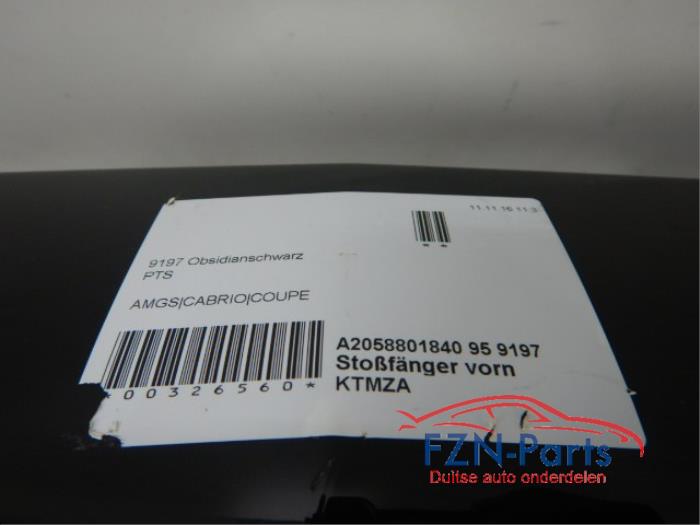 11.11.16 11:3
**
9197 Obsidianschwarz
PTS
AMGS|CABRIO|COUPE
*00326560*
A2058801840 95 9197
Stoßfänger vorn
KTMZA
FZN-Parts
Duitse auto onderdelen